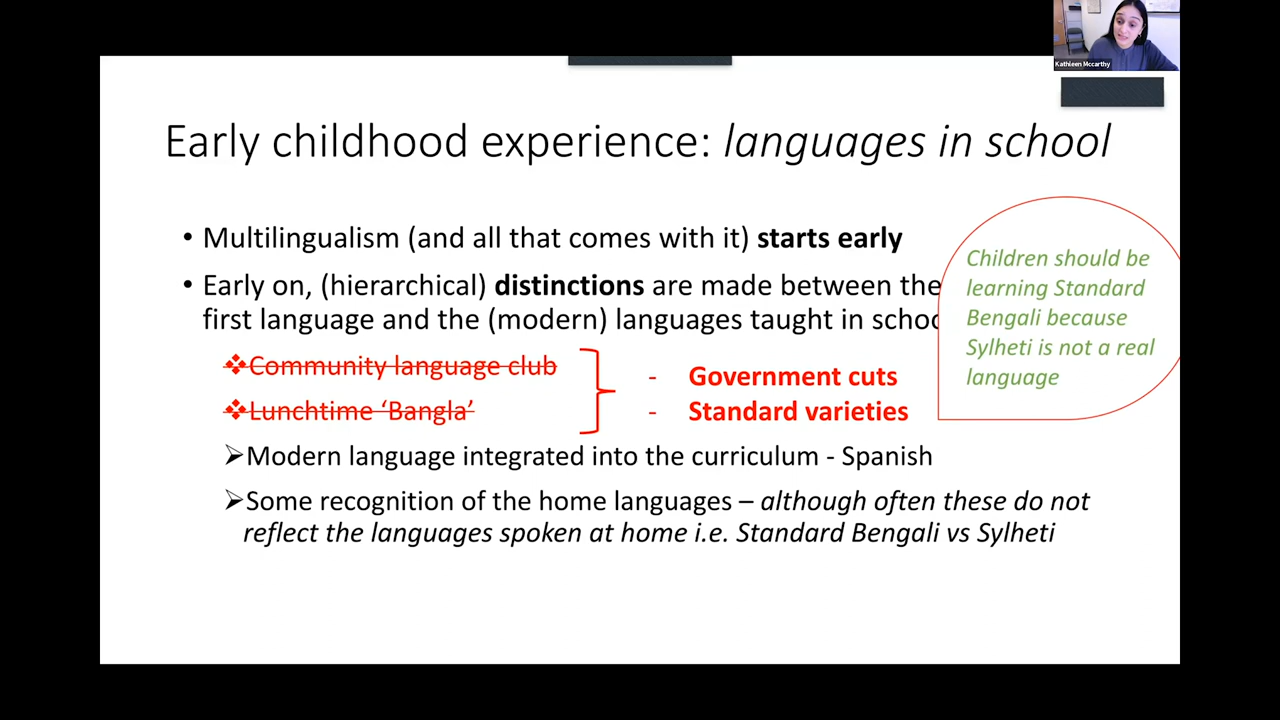 Kathleen Mccarthy
Early childhood experience: languages in school
• Multilingualism (and all that comes with it) starts early
• Early on, (hierarchical) distinctions are made between the
first language and the (modern) languages taught in schoo
❖Community language club
❖Lunchtime ‘Bangla’
- Government cuts
- Standard varieties
Children should be
learning Standard
Bengali because
Sylheti is not a real
language
➢Modern language integrated into the curriculum - Spanish
➢Some recognition of the home languages – although often these do not
reflect the languages spoken at home i.e. Standard Bengali vs Sylheti